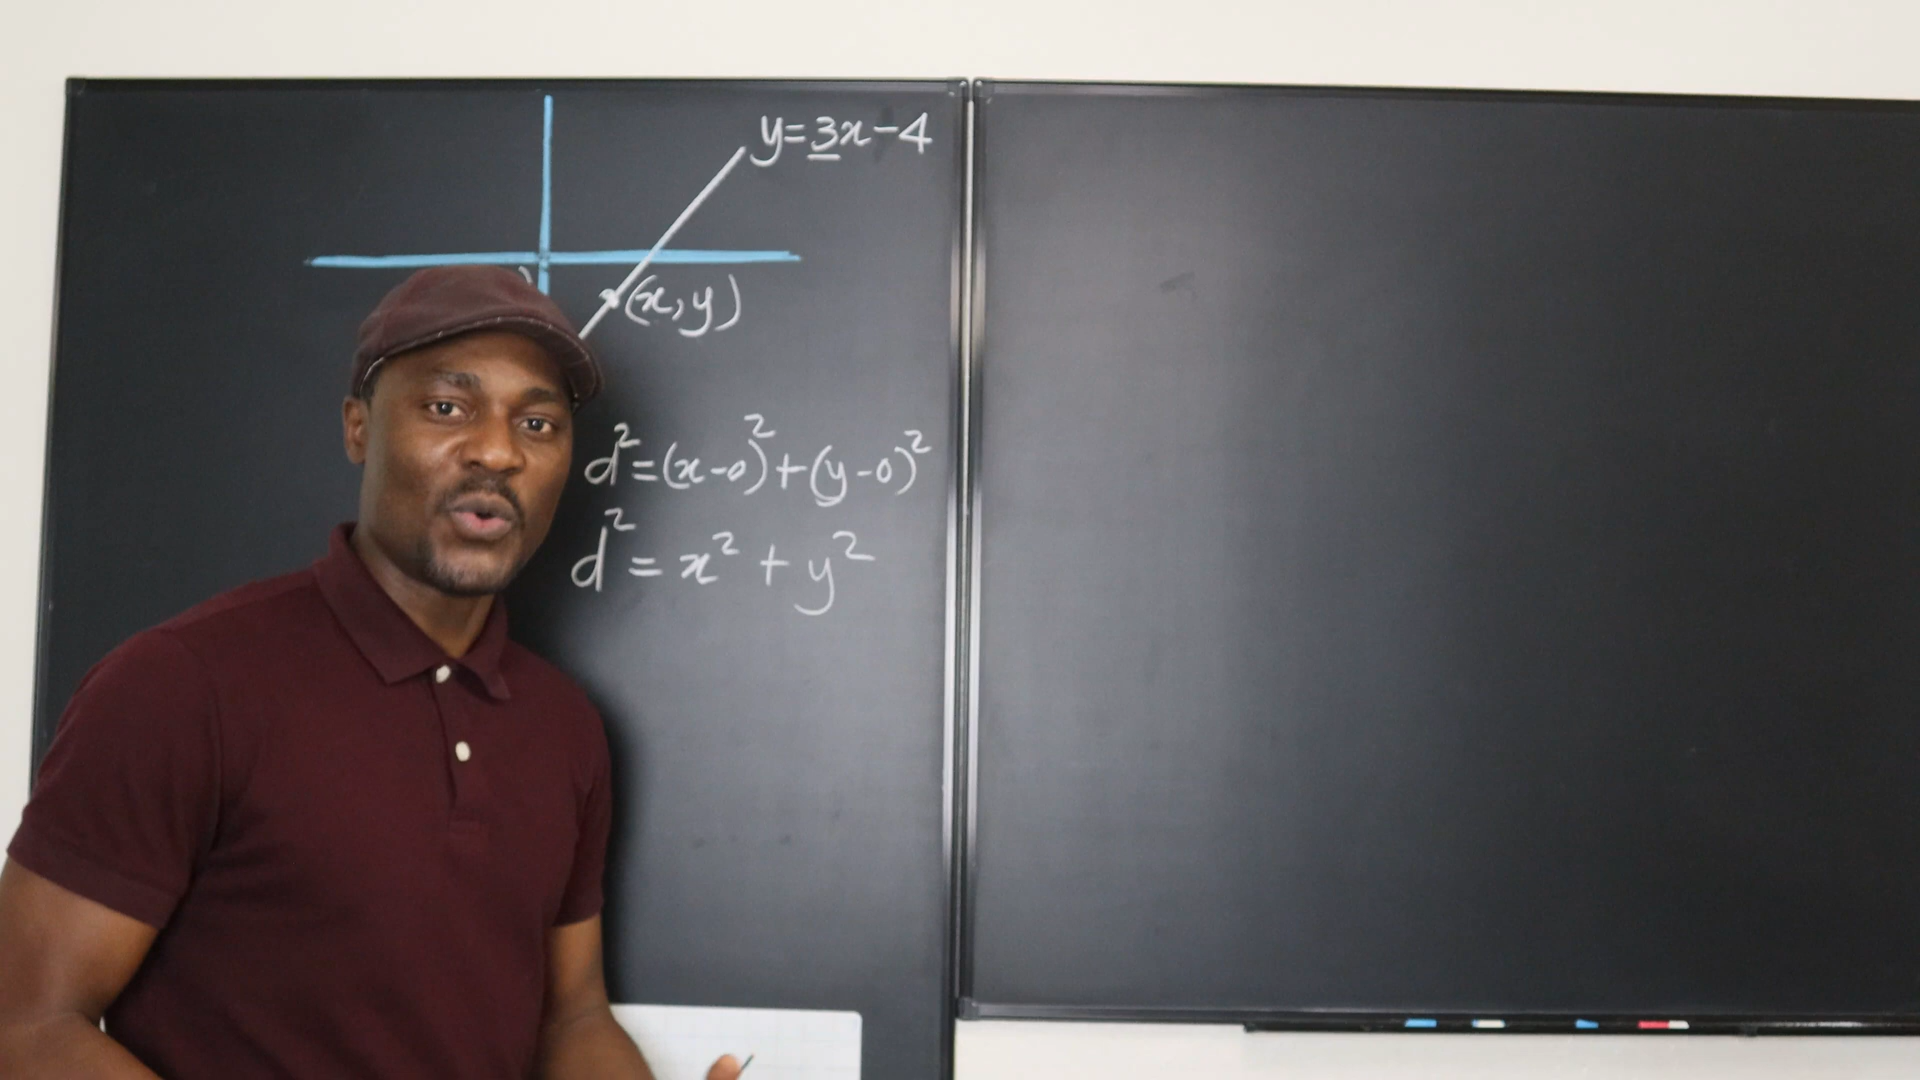 y=3x-4
(x,y)
d²=(x-0)²+(y-0)²
d²=x²+y²